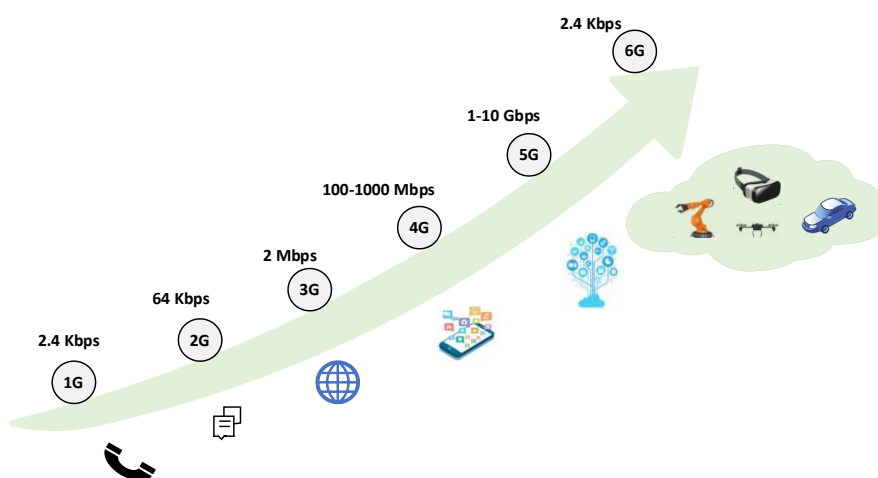 2.4 Kbps
6G
1-10 Gbps
5G
100-1000 Mbps
4G
2 Mbps
3G
64 Kbps
2G
2.4 Kbps
1G